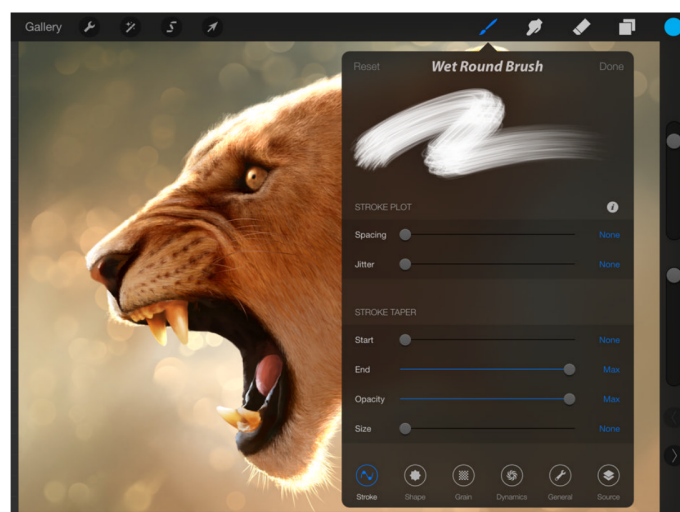 Gallery
Reset Wet Round Brush Done
STROKE PLOT
Spacing None
Jitter None
STROKE TAPER
Start None
End Max
Opacity Max
Size None
Stroke Shape Grain Dynamics General Source